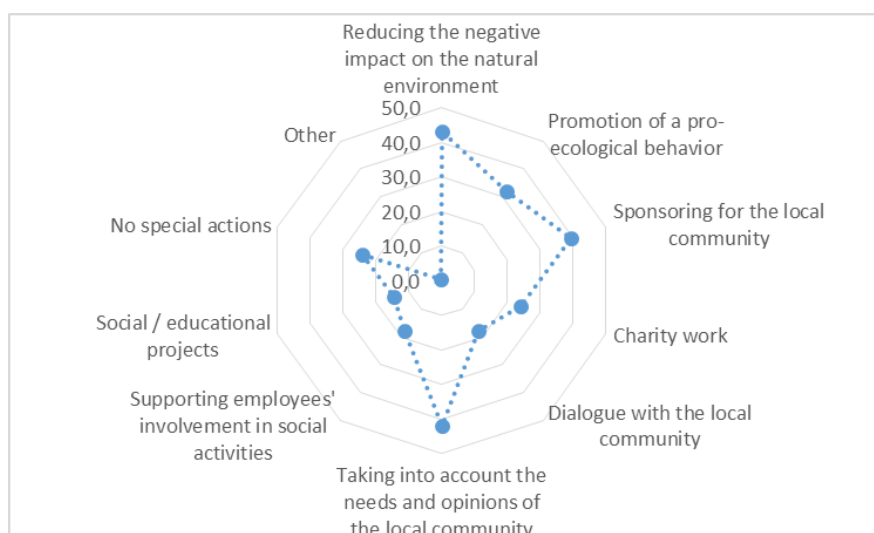 Reducing the negative
impact on the natural
environment
50,0
40,0
30,0
20,0
10,0
0,0
Promotion of a pro-
ecological behavior
Sponsoring for the local
community
Charity work
Dialogue with the local
community
Taking into account the
needs and opinions of
the local community
Supporting employees'
involvement in social
activities
Social / educational
projects
No special actions
Other